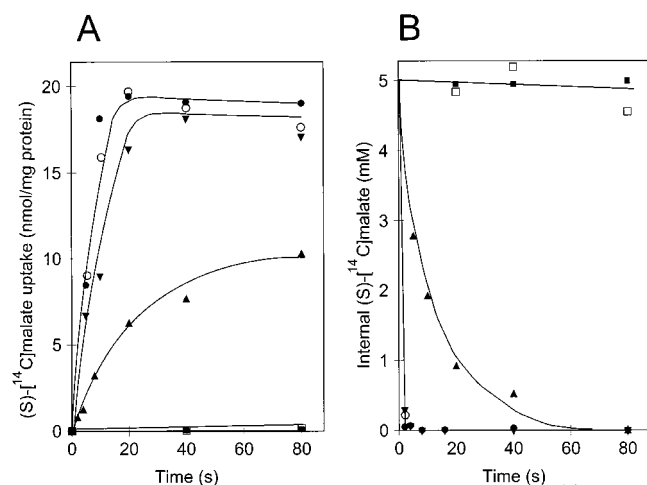 A
B
(S)-[¹⁴C]malate uptake (nmol/mg protein)
20
15
10
5
0
0 20 40 60 80
Time (s)
Internal (S)-[¹⁴C]malate (mM)
5
4
3
2
1
0
0 20 40 60 80
Time (s)